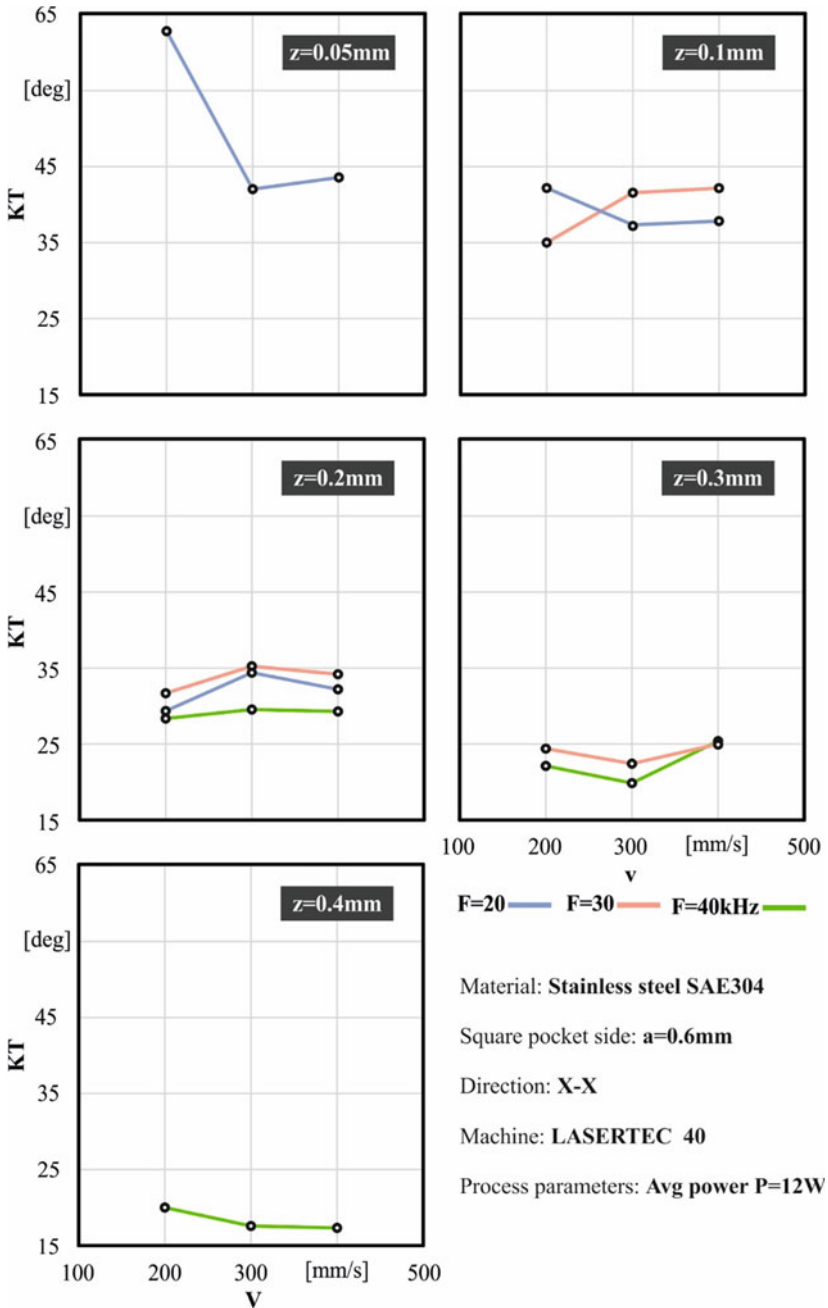 65
z=0.05mm
z=0.1mm
[deg]
45
KT
35
25
15
65
z=0.2mm
z=0.3mm
[deg]
45
KT
35
25
15
100 200 300 [mm/s] 500
v
65
z=0.4mm
[deg]
45
KT
35
25
15
100 200 300 [mm/s] 500
V
F=20 F=30 F=40kHz
Material: Stainless steel SAE304
Square pocket side: a=0.6mm
Direction: X-X
Machine: LASERTEC 40
Process parameters: Avg power P=12W